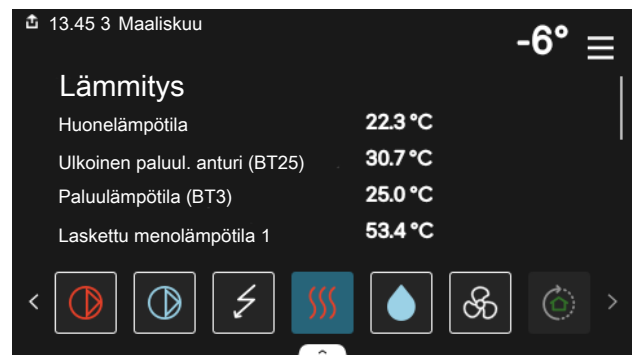 13.45 3 Maaliskuu
-6°
Lämmitys
Huonelämpötila 22.3 °C
Ulkoinen paluul. anturi (BT25) 30.7 °C
Paluulämpötila (BT3) 25.0 °C
Laskettu menolämpötila 1 53.4 °C